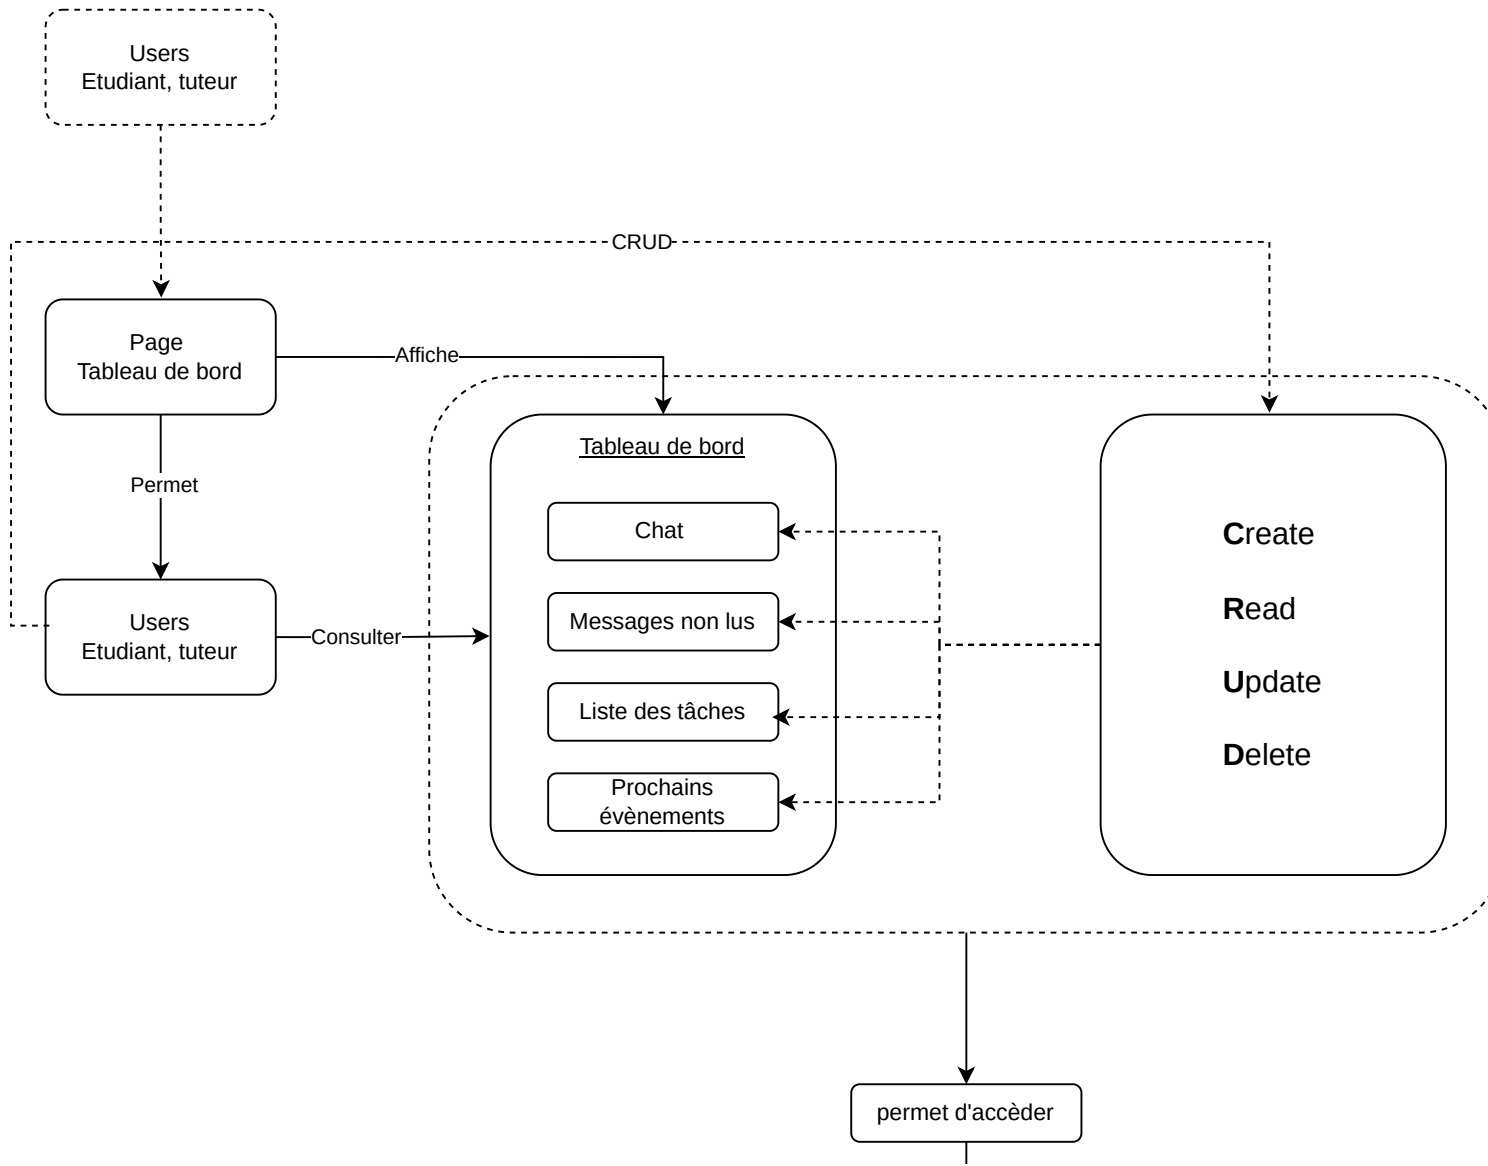 Users
Etudiant, tuteur
CRUD
Page
Tableau de bord
Affiche
Permet
Users
Etudiant, tuteur
Consulter
Tableau de bord
Chat
Messages non lus
Liste des tâches
Prochains
évènements
Create
Read
Update
Delete
permet d'accèder